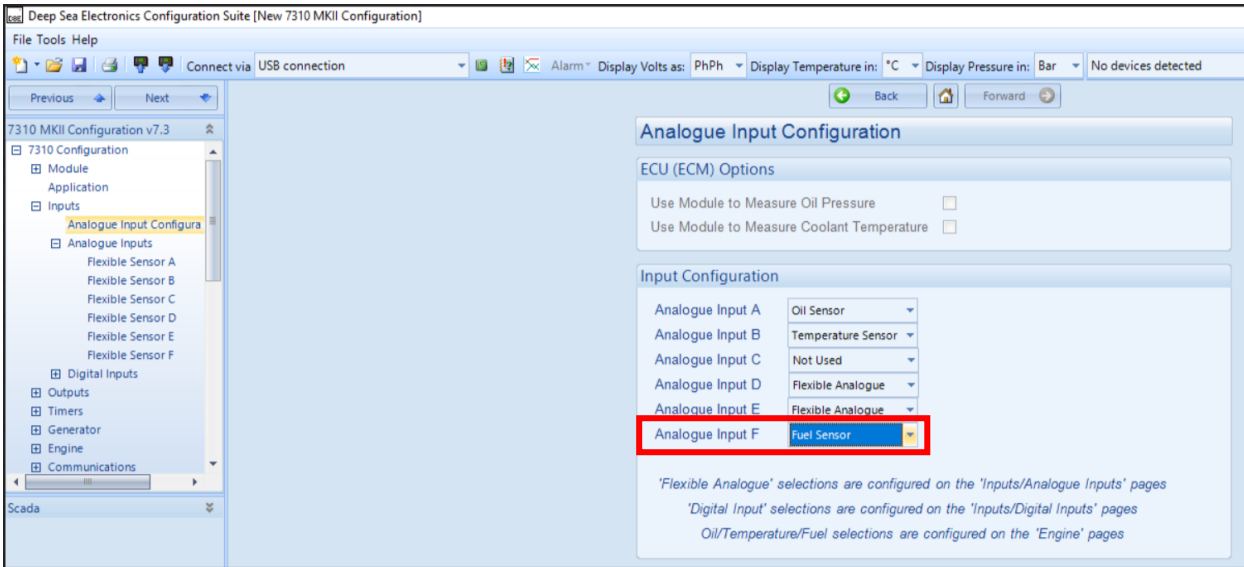 DSE Deep Sea Electronics Configuration Suite [New 7310 MKII Configuration]
File Tools Help
Connect via USB connection Alarm Display Volts as: PhPh Display Temperature in: °C Display Pressure in: Bar No devices detected
Previous Next
Back Forward
7310 MKII Configuration v7.3
7310 Configuration
Module
Application
Inputs
Analogue Input Configura
Analogue Inputs
Flexible Sensor A
Flexible Sensor B
Flexible Sensor C
Flexible Sensor D
Flexible Sensor E
Flexible Sensor F
Digital Inputs
Outputs
Timers
Generator
Engine
Communications
Scada
Analogue Input Configuration
ECU (ECM) Options
Use Module to Measure Oil Pressure
Use Module to Measure Coolant Temperature
Input Configuration
Analogue Input A Oil Sensor
Analogue Input B Temperature Sensor
Analogue Input C Not Used
Analogue Input D Flexible Analogue
Analogue Input E Flexible Analogue
Analogue Input F Fuel Sensor
'Flexible Analogue' selections are configured on the 'Inputs/Analogue Inputs' pages
'Digital Input' selections are configured on the 'Inputs/Digital Inputs' pages
Oil/Temperature/Fuel selections are configured on the 'Engine' pages